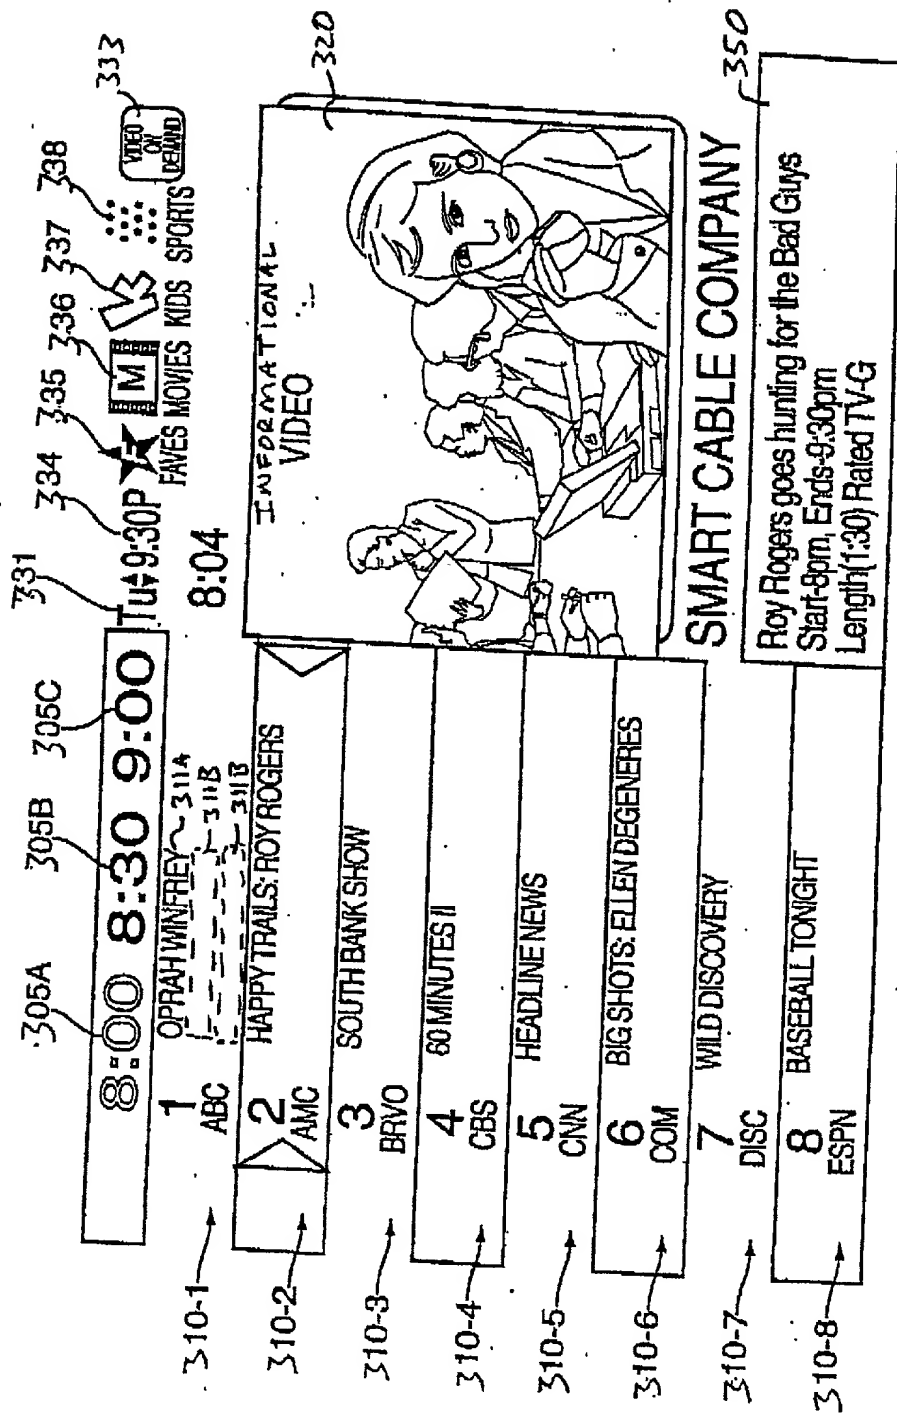 305A 305B 305C 331 334 335 336 337 338 333
8:00 8:30 9:00 Tu 9:30P F M VIDEO ON DEMAND
FAVES MOVIES KIDS SPORTS
8:04
310-1 1 ABC OPRAH WINFREY 311A
311B
311B
310-2 2 AMC HAPPY TRAILS: ROY ROGERS
310-3 3 BRVO SOUTH BANK SHOW
310-4 4 CBS 60 MINUTES II
310-5 5 CNN HEADLINE NEWS
310-6 6 COM BIG SHOTS: ELLEN DEGENERES
310-7 7 DISC WILD DISCOVERY
310-8 8 ESPN BASEBALL TONIGHT
320
INFORMATIONAL
VIDEO
SMART CABLE COMPANY
350
Roy Rogers goes hunting for the Bad Guys
Start-8pm, Ends-9:30pm
Length(1:30) Rated TV-G